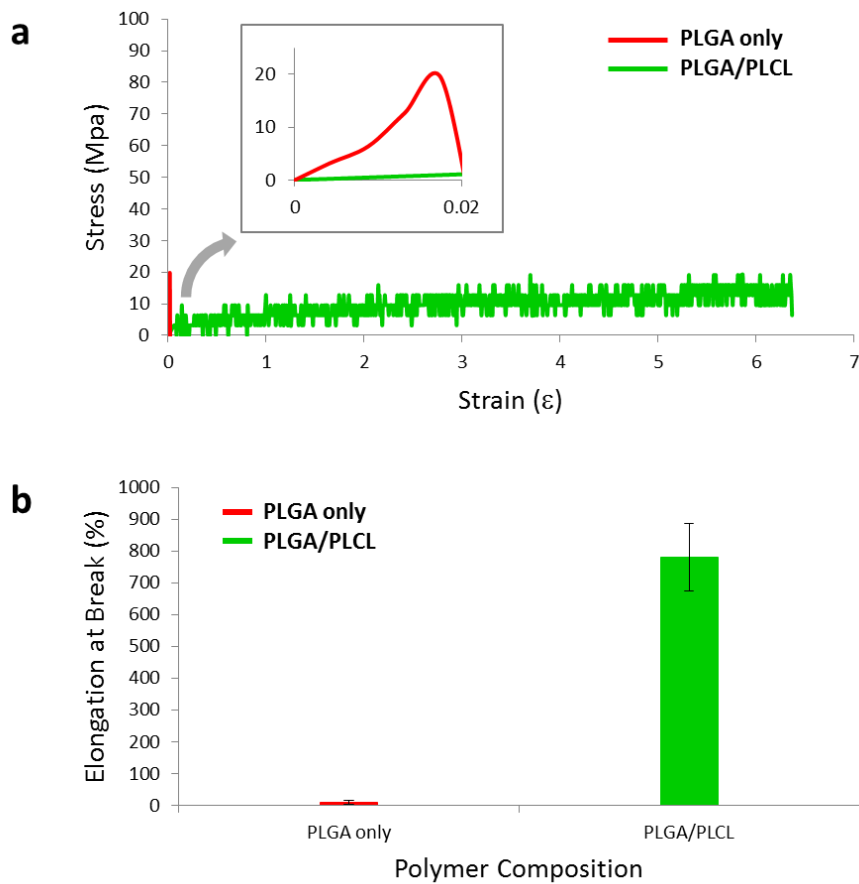 a
PLGA only
PLGA/PLCL
Stress (Mpa)
100
90
80
70
60
50
40
30
20
10
0
20
10
0
0 0.02
0 1 2 3 4 5 6 7
Strain (ε)
b
PLGA only
PLGA/PLCL
Elongation at Break (%)
1000
900
800
700
600
500
400
300
200
100
0
PLGA only PLGA/PLCL
Polymer Composition